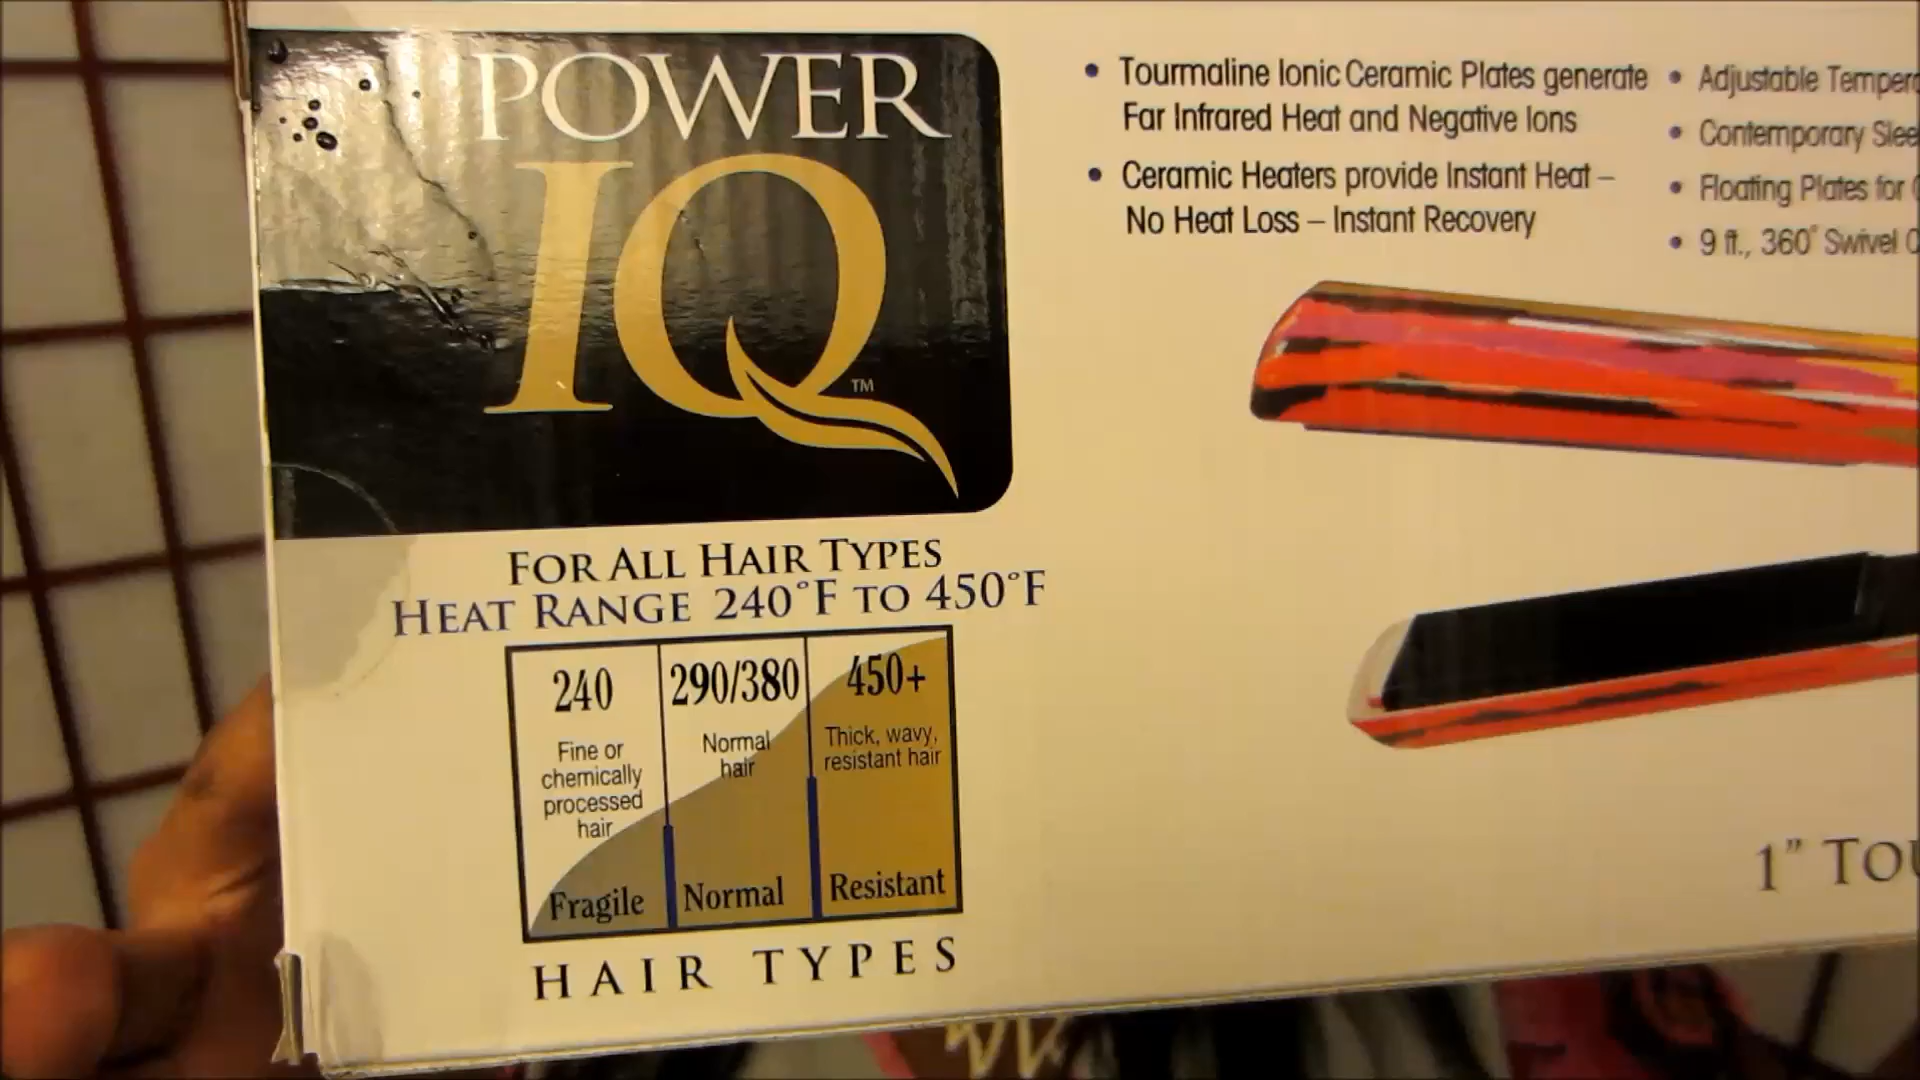 POWER
IQ™
FOR ALL HAIR TYPES
HEAT RANGE 240°F TO 450°F
240
Fine or
chemically
processed
hair
Fragile
290/380
Normal
hair
Normal
450+
Thick, wavy,
resistant hair
Resistant
HAIR TYPES
• Tourmaline Ionic Ceramic Plates generate
Far Infrared Heat and Negative Ions
• Ceramic Heaters provide Instant Heat –
No Heat Loss – Instant Recovery
• Adjustable
• Contemporary
• Floating Plates for
• 9 ft., 360° Swivel
1”